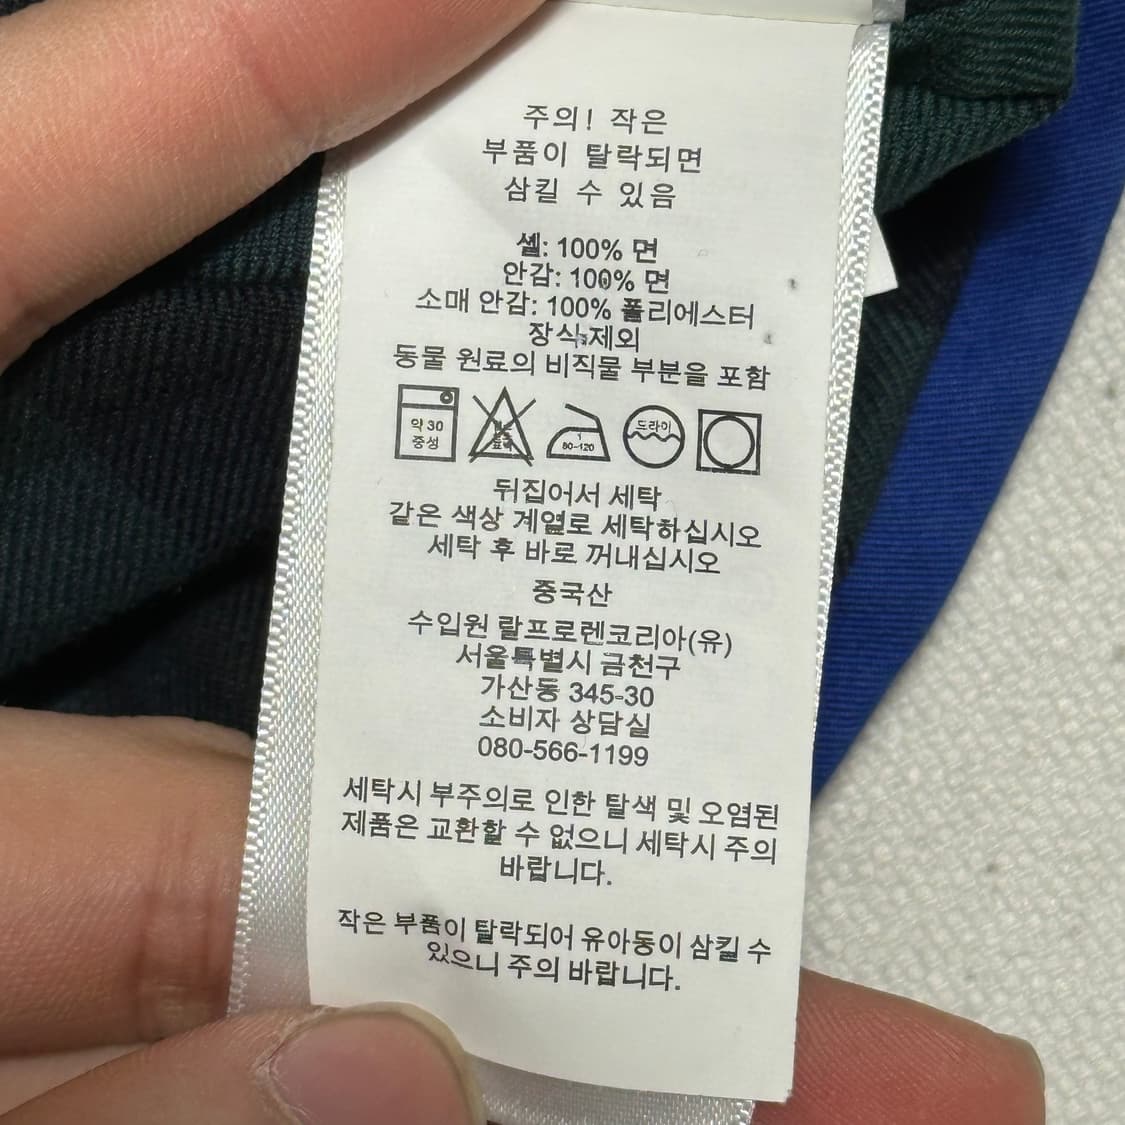 주의! 작은
부품이 탈락되면
삼킬 수 있음
셸: 100% 면
안감: 100% 면
소매 안감: 100% 폴리에스터
장식제외
동물 원료의 비직물 부분을 포함
약 30
중성
80-120
드라이
뒤집어서 세탁
같은 색상 계열로 세탁하십시오
세탁 후 바로 꺼내십시오
중국산
수입원 랄프로렌코리아(유)
서울특별시 금천구
가산동 345-30
소비자 상담실
080-566-1199
세탁시 부주의로 인한 탈색 및 오염된
제품은 교환할 수 없으니 세탁시 주의
바랍니다.
작은 부품이 탈락되어 유아동이 삼킬 수
있으니 주의 바랍니다.